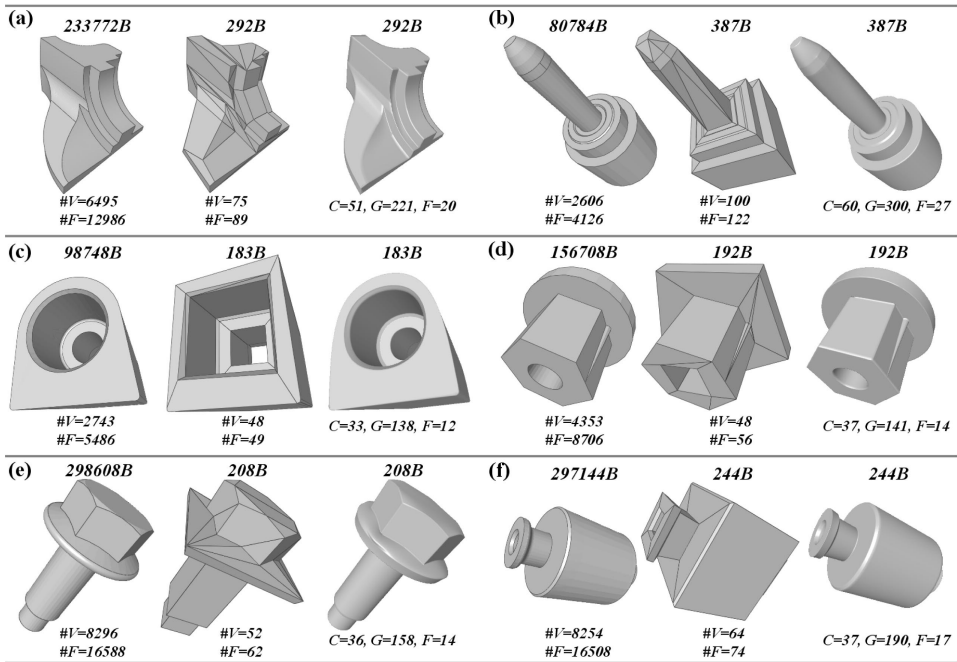 (a) 233772B 292B 292B
#V=6495 #V=75 C=51, G=221, F=20
#F=12986 #F=89
(b) 80784B 387B 387B
#V=2606 #V=100 C=60, G=300, F=27
#F=4126 #F=122
(c) 98748B 183B 183B
#V=2743 #V=48 C=33, G=138, F=12
#F=5486 #F=49
(d) 156708B 192B 192B
#V=4353 #V=48 C=37, G=141, F=14
#F=8706 #F=56
(e) 298608B 208B 208B
#V=8296 #V=52 C=36, G=158, F=14
#F=16588 #F=62
(f) 297144B 244B 244B
#V=8254 #V=64 C=37, G=190, F=17
#F=16508 #F=74